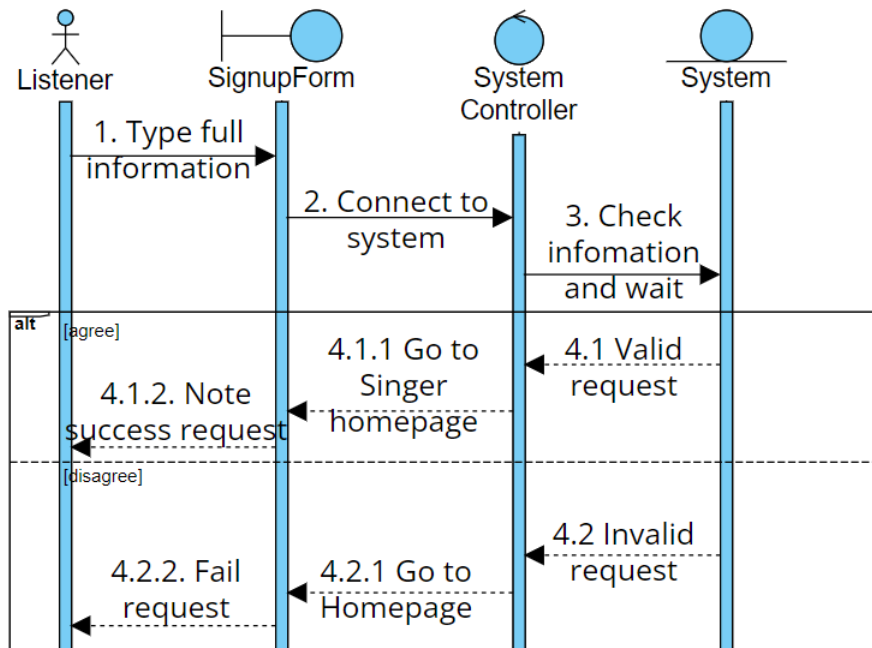 Listener
SignupForm
System
Controller
System
1. Type full
information
2. Connect to
system
3. Check
infomation
and wait
alt
[agree]
4.1 Valid
request
4.1.1 Go to
Singer
homepage
4.1.2. Note
success request
[disagree]
4.2 Invalid
request
4.2.1 Go to
Homepage
4.2.2. Fail
request